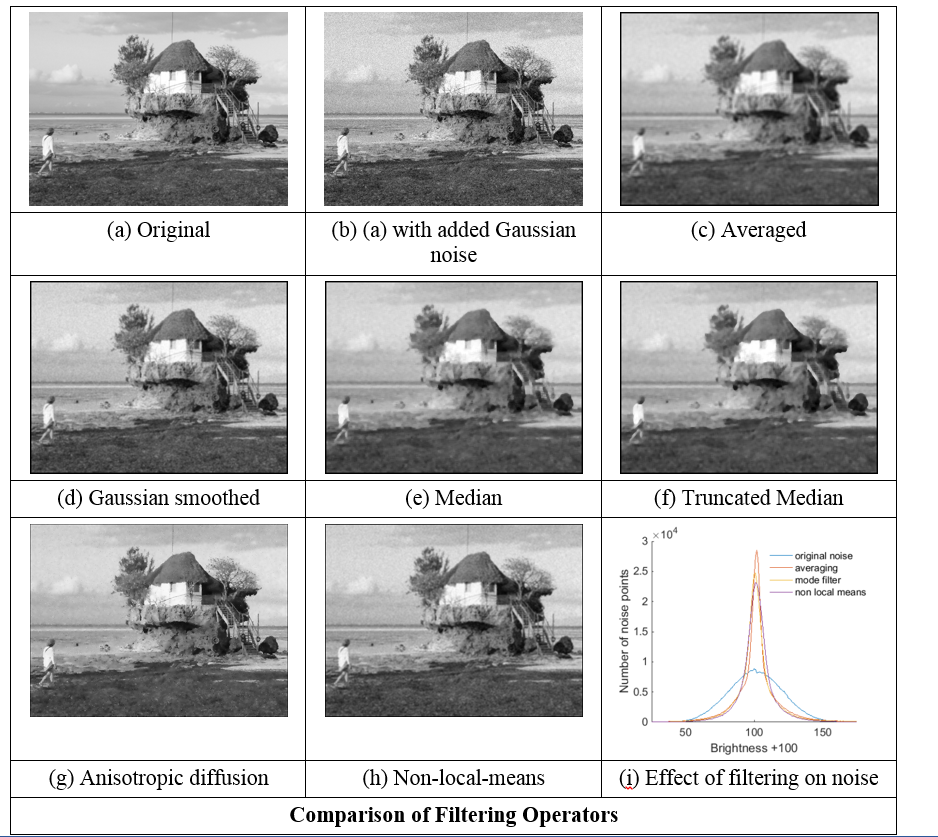 (a) Original
(b) (a) with added Gaussian
noise
(c) Averaged
(d) Gaussian smoothed
(e) Median
(f) Truncated Median
3 ×10⁴
2.5
2
1.5
1
0.5
0
50 100 150
Number of noise points
Brightness +100
original noise
averaging
mode filter
non local means
(g) Anisotropic diffusion
(h) Non-local-means
(i) Effect of filtering on noise
Comparison of Filtering Operators